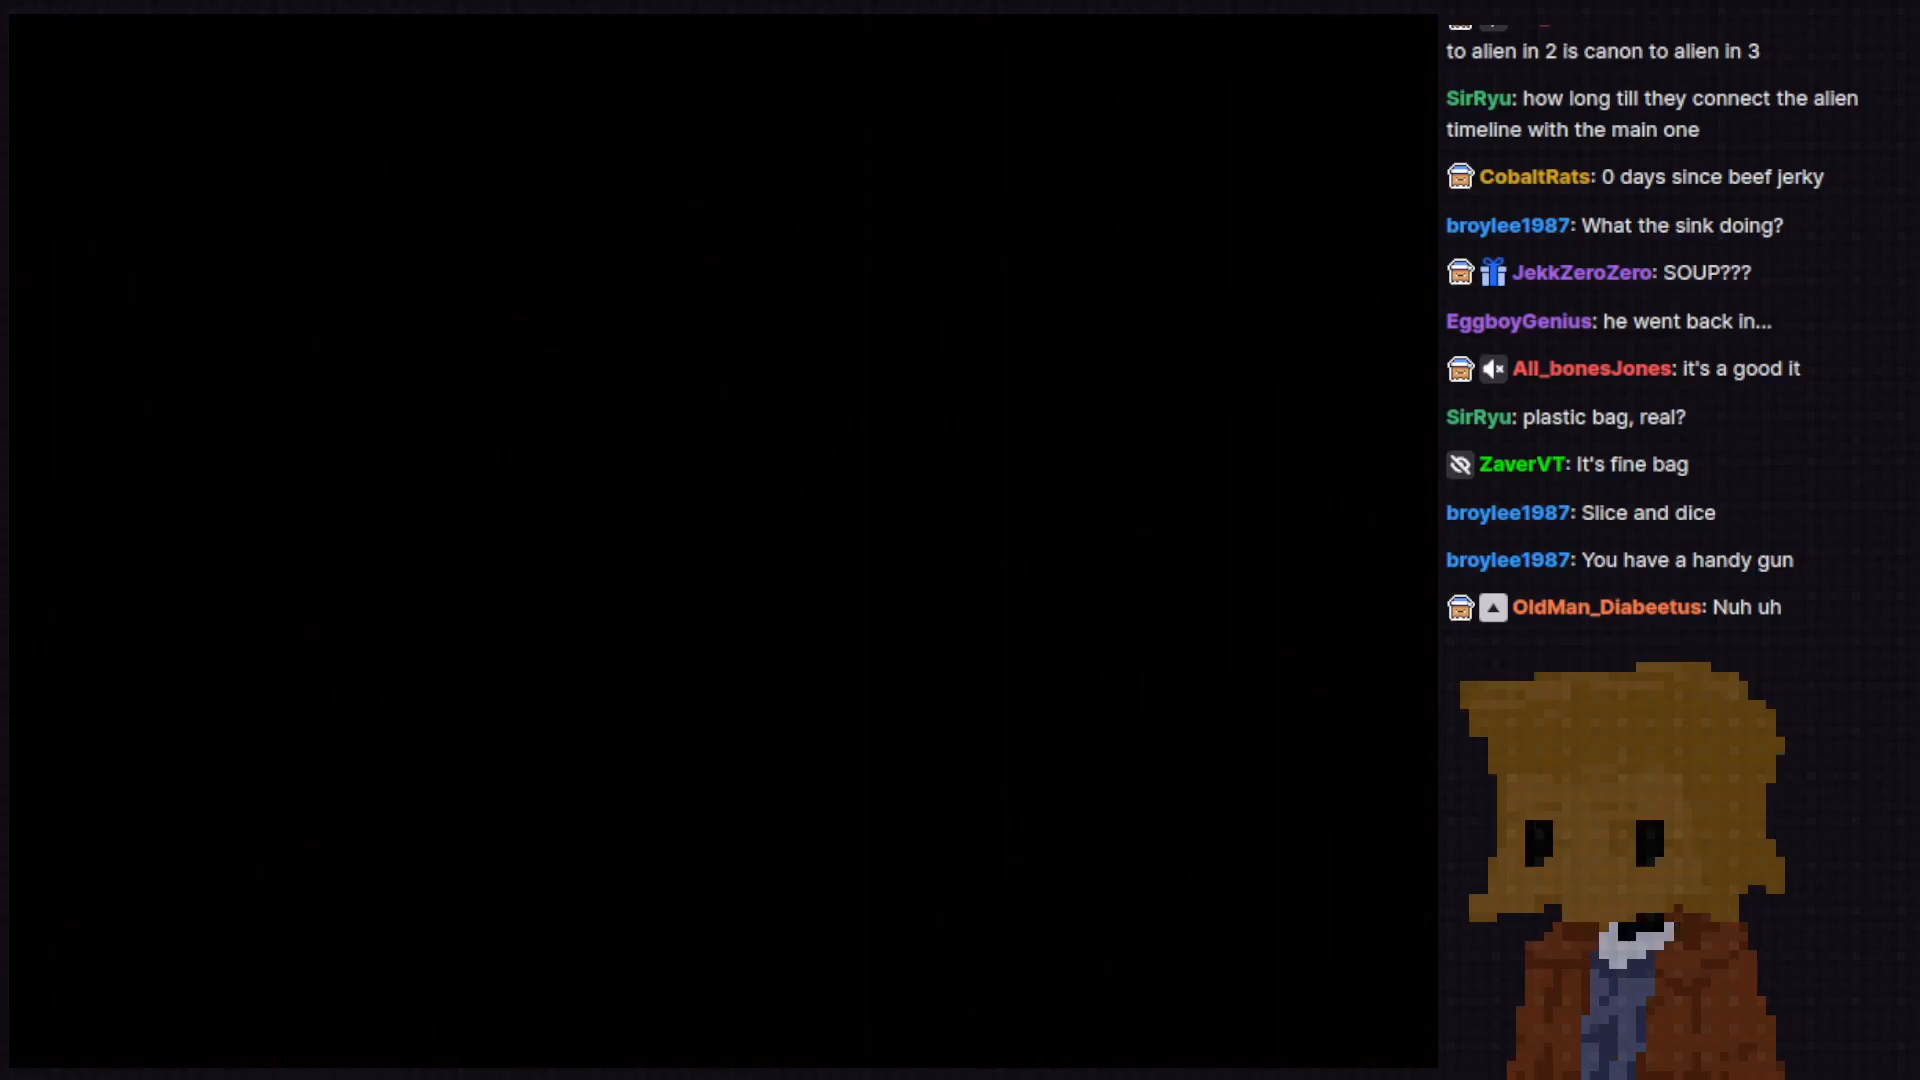 to alien in 2 is canon to alien in 3
SirRyu: how long till they connect the alien
timeline with the main one
CobaltRats: 0 days since beef jerky
broylee1987: What the sink doing?
JekkZeroZero: SOUP???
EggboyGenius: he went back in...
All_bonesJones: it's a good it
SirRyu: plastic bag, real?
ZaverVT: It's fine bag
broylee1987: Slice and dice
broylee1987: You have a handy gun
OldMan_Diabeetus: Nuh uh